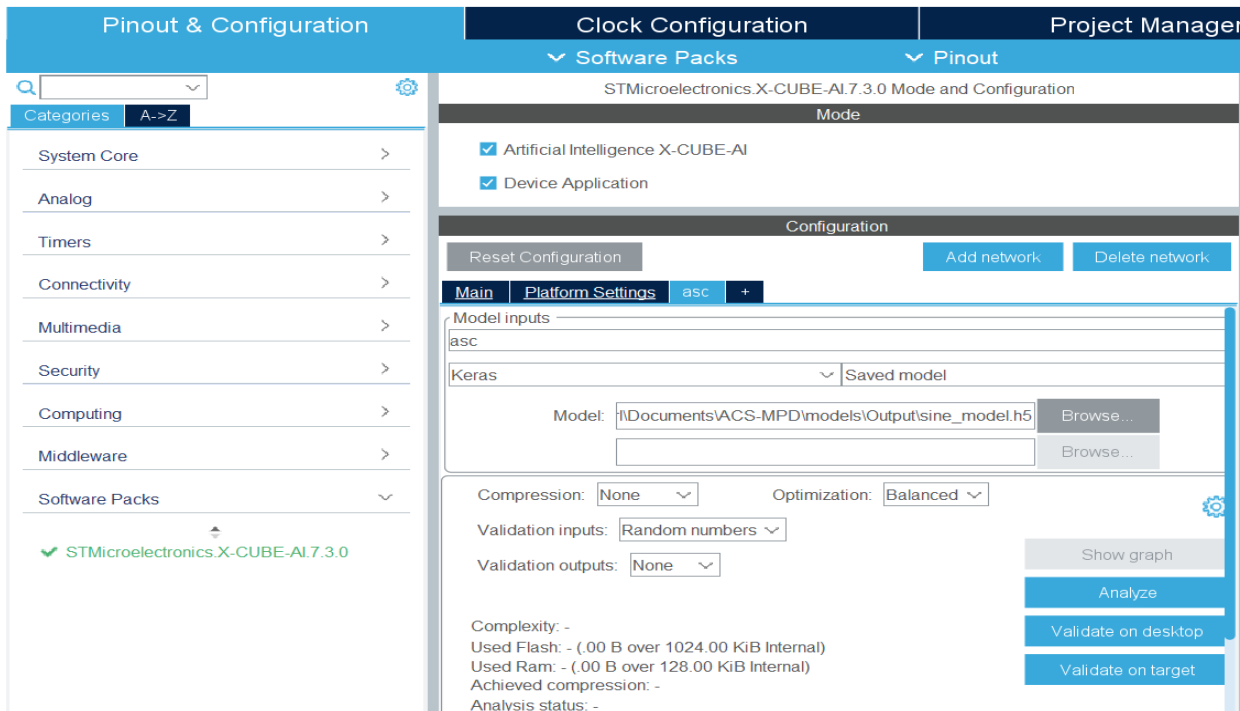 Pinout & Configuration
Clock Configuration
Project Manager
Software Packs
Pinout
Categories
A->Z
System Core
Analog
Timers
Connectivity
Multimedia
Security
Computing
Middleware
Software Packs
STMicroelectronics.X-CUBE-AI.7.3.0
STMicroelectronics.X-CUBE-AI.7.3.0 Mode and Configuration
Mode
Artificial Intelligence X-CUBE-AI
Device Application
Configuration
Reset Configuration
Add network
Delete network
Main
Platform Settings
asc
+
Model inputs
asc
Keras
Saved model
Model:
\Documents\ACS-MPD\models\Output\sine_model.h5
Browse...
Browse...
Compression: None
Optimization: Balanced
Validation inputs: Random numbers
Validation outputs: None
Show graph
Analyze
Validate on desktop
Validate on target
Complexity: -
Used Flash: - (.00 B over 1024.00 KiB Internal)
Used Ram: - (.00 B over 128.00 KiB Internal)
Achieved compression: -
Analysis status: -